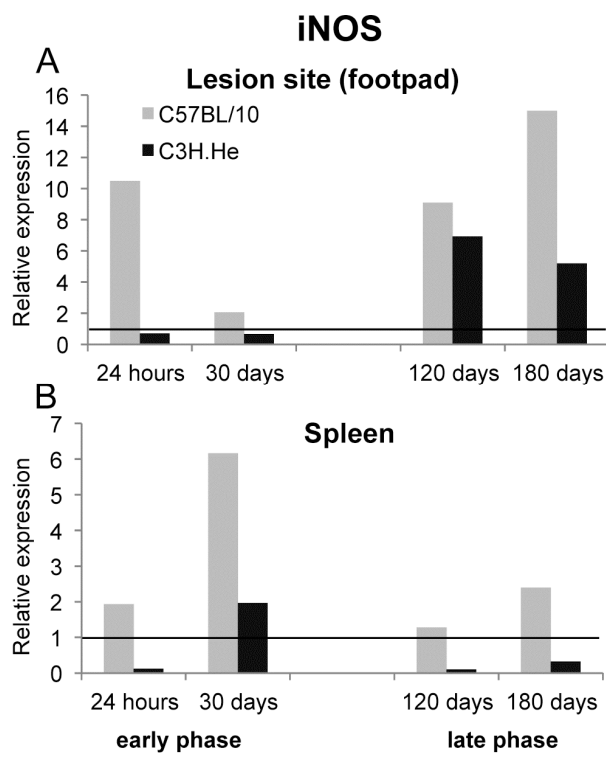 iNOS
A
Lesion site (footpad)
C57BL/10
C3H.He
Relative expression
16
14
12
10
8
6
4
2
0
24 hours 30 days 120 days 180 days
B
Spleen
Relative expression
7
6
5
4
3
2
1
0
24 hours 30 days 120 days 180 days
early phase late phase